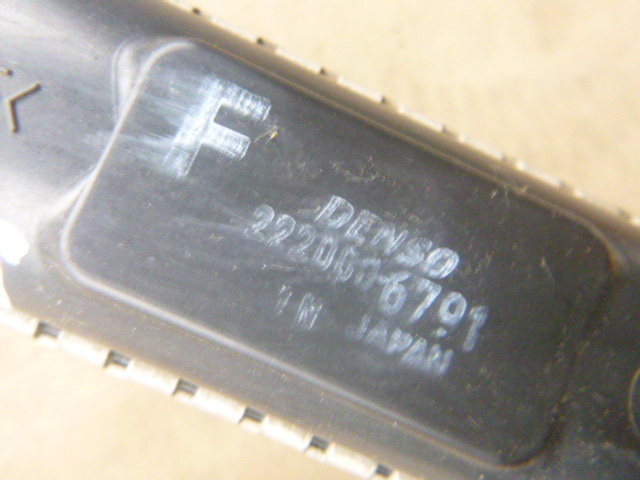 F
DENSO
222060-6791
IN JAPAN